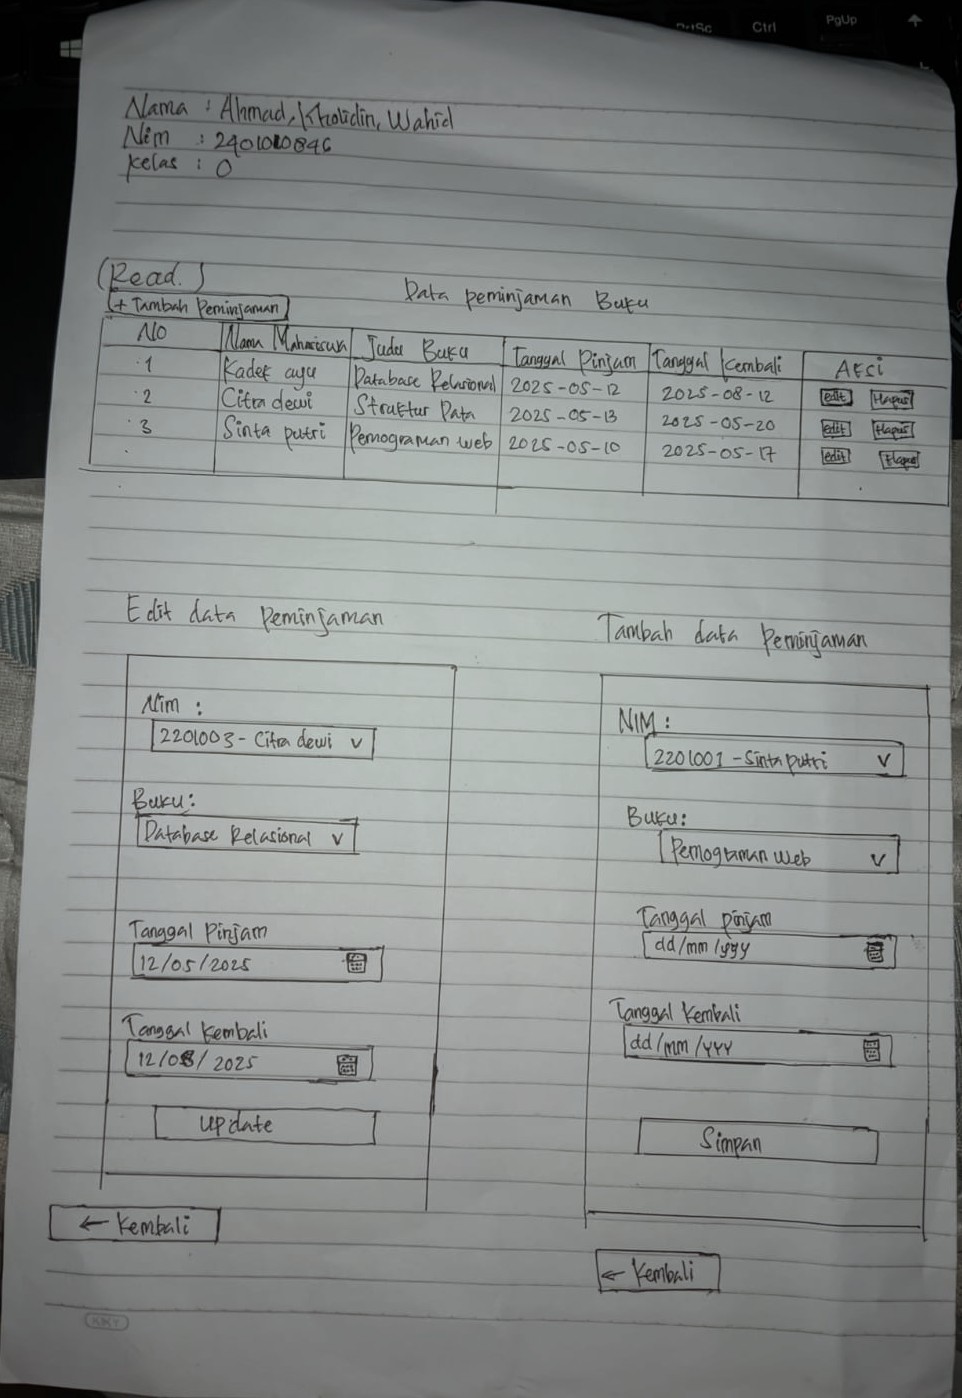 PrtSc Ctrl PgUp
Nama : Ahmad, Kholidin, Wahid
Nim : 2401010846
Kelas : O
(Read.)
Data peminjaman Buku
+ Tambah Peminjaman
NO Nama Mahasiswa Judul Buku Tanggal Pinjam Tanggal Kembali Aksi
1 Kadek ayu Database Relasional 2025-05-12 2025-08-12 edit Hapus
2 Citra dewi Struktur Data 2025-05-13 2025-05-20 edit Hapus
3 Sinta putri Pemograman web 2025-05-10 2025-05-17 edit Hapus
Edit data Peminjaman
Nim :
2201003 - Citra dewi v
Buku:
Database Relasional v
Tanggal Pinjam
12/05/2025
Tanggal Kembali
12/08/2025
update
← Kembali
Tambah data Peminjaman
NIM :
2201001 - Sinta putri v
Buku:
Pemograman Web v
Tanggal pinjam
dd/mm/yyy
Tanggal Kembali
dd/mm/yyy
Simpan
← Kembali
KKY